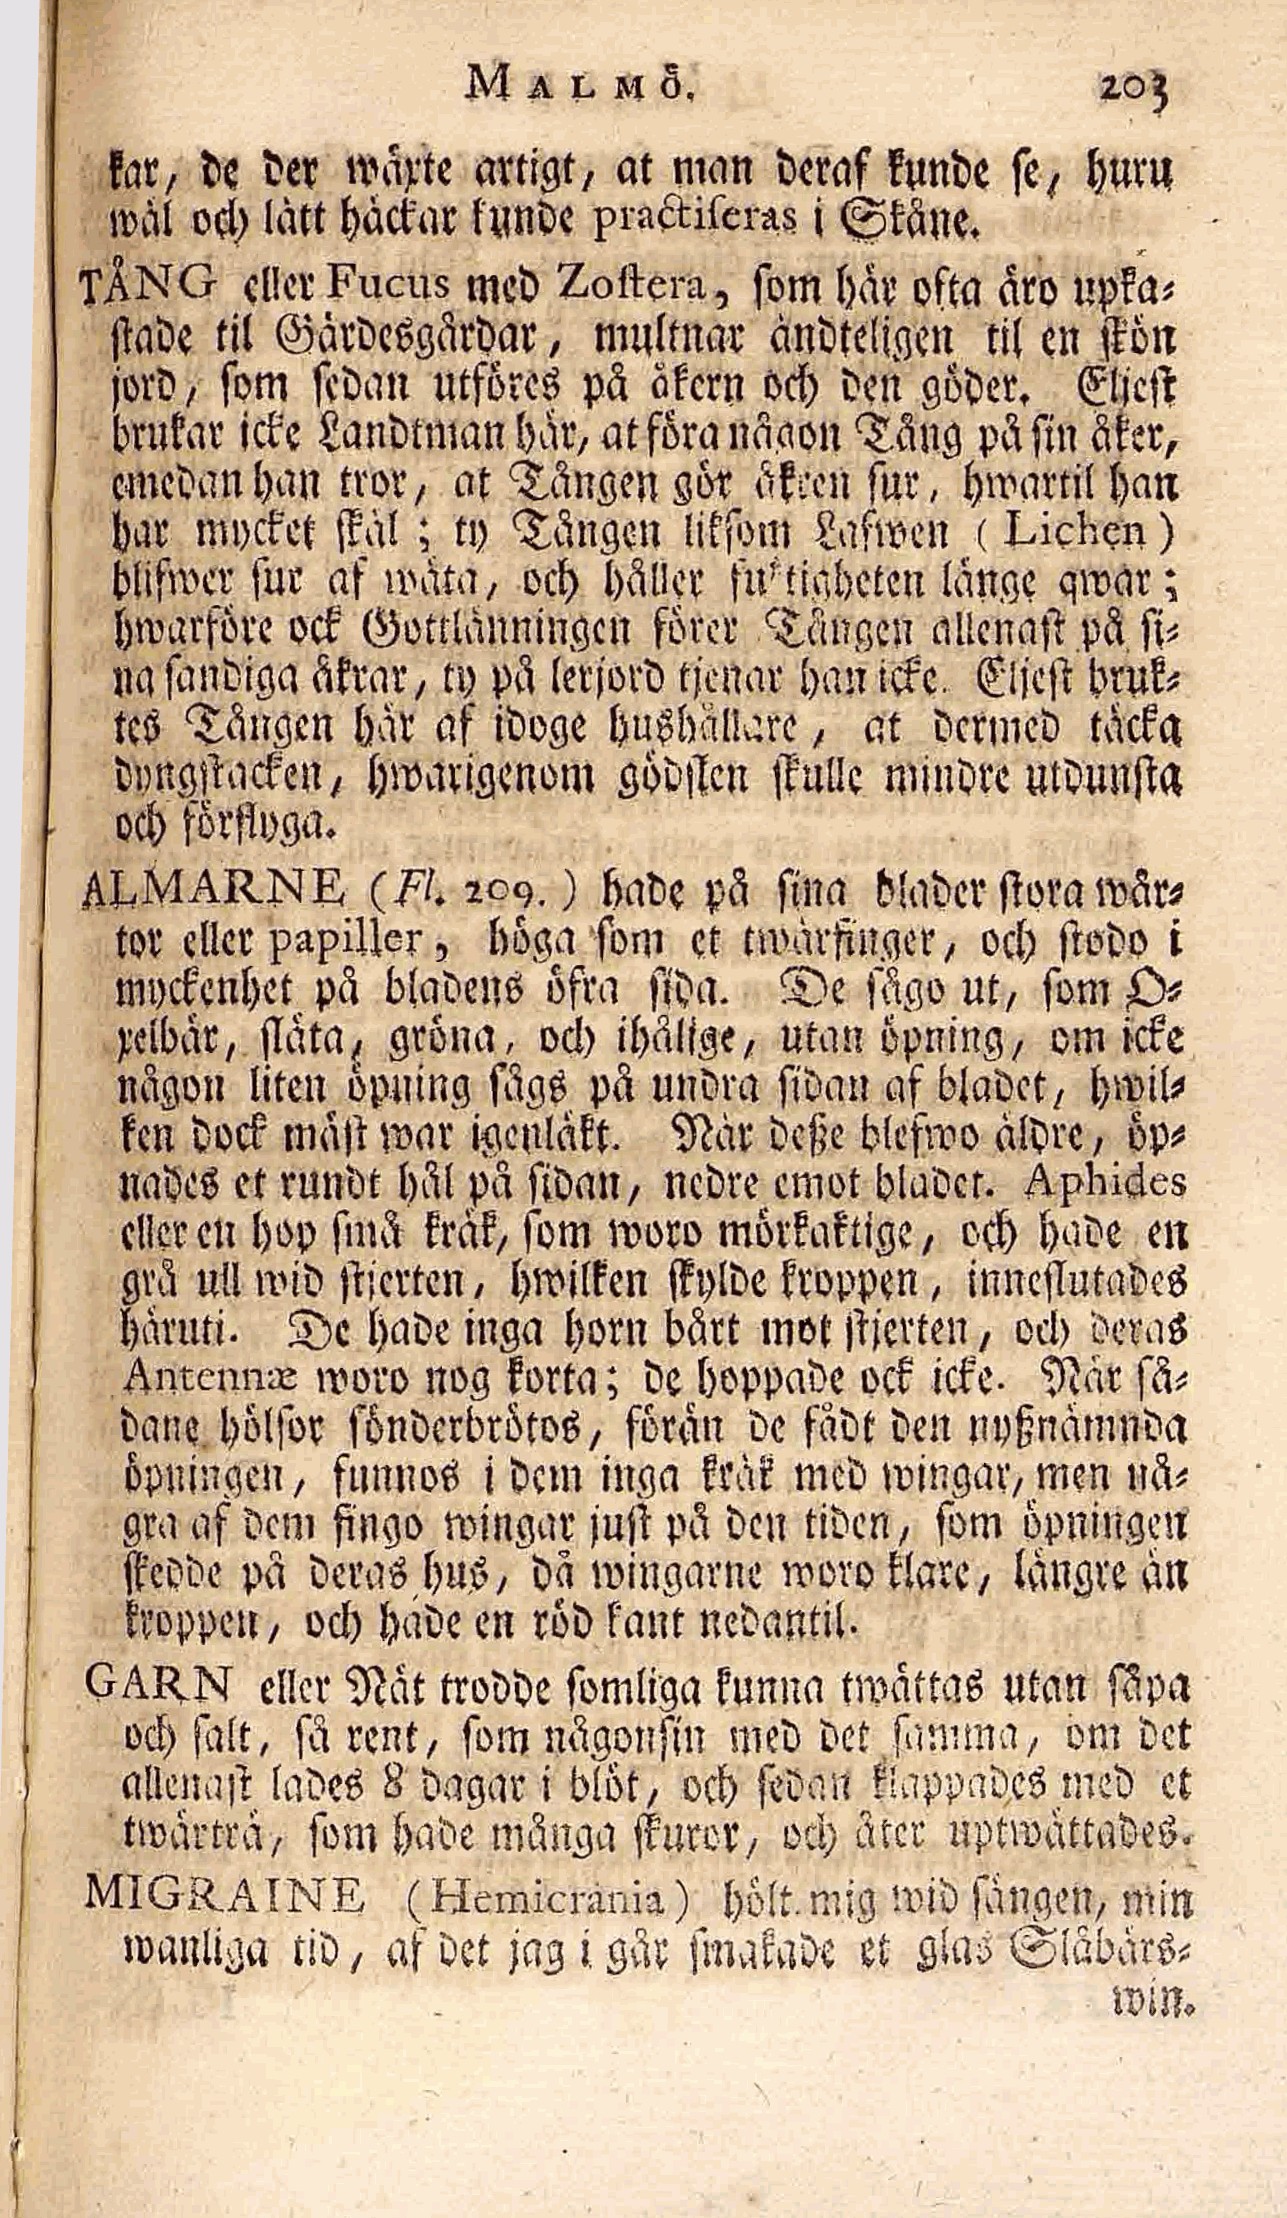 MALMÖ. 203
kar, de der wäxte artigt, at man deraf kunde se, huru
wäl och lätt häckar kunde practiseras i Skåne.
TÅNG eller Fucus med Zostera, som här ofta äro upka-
stade til Gärdesgårdar, multnar ändteligen til en skön
jord, som sedan utföres på åkern och den göder. Eljest
brukar icke Landtman här, at föra någon Tång på sin åker,
emedan han tror, at Tången gör åkren sur, hwartil han
har mycket skäl; ty Tången liksom Lafwen (Lichen)
blifwer sur af wäta, och håller fuktigheten länge qwar;
hwarföre ock Gottlänningen förer Tången allenast på si-
na sandiga åkrar, ty på lerjord tjenar han icke. Eljest bruk-
tes Tången här af idoge hushållare, at dermed täcka
dyngstacken, hwarigenom gödslen skulle mindre utdunsta
och förflyga.
ALMARNE (Fl. 209.) hade på sina blader stora wår-
tor eller papiller, höga som et twärfinger, och stodo i
myckenhet på bladens öfra sida. De sågo ut, som O-
xelbär, släta, gröna, och ihålige, utan öpning, om icke
någon liten öpning sågs på undra sidan af bladet, hwil-
ken dock mäst war igenläkt. När deße blefwo äldre, öp-
nades et rundt hål på sidan, nedre emot bladet. Aphides
eller en hop små kräk, som woro mörkaktige, och hade en
grå ull wid stjerten, hwilken skylde kroppen, inneslutades
häruti. De hade inga horn bårt mot stjerten, och deras
Antennæ woro nog korta; de hoppade ock icke. När så-
dane hölsor sönderbrötos, förän de fådt den nyßnämnda
öpningen, funnos i dem inga kräk med wingar, men nå-
gra af dem fingo wingar just på den tiden, som öpningen
skedde på deras hus, då wingarne woro klare, längre än
kroppen, och hade en röd kant nedantil.
GARN eller Nät trodde somliga kunna twättas utan såpa
och salt, så rent, som någonsin med det samma, om det
allenast lades 8 dagar i blöt, och sedan klappades med et
twärträ, som hade många skuror, och åter uptwättades.
MIGRAINE (Hemicrania) hölt mig wid sängen, min
wanliga tid, af det jag i går smakade et glas Slåbärs-
win.